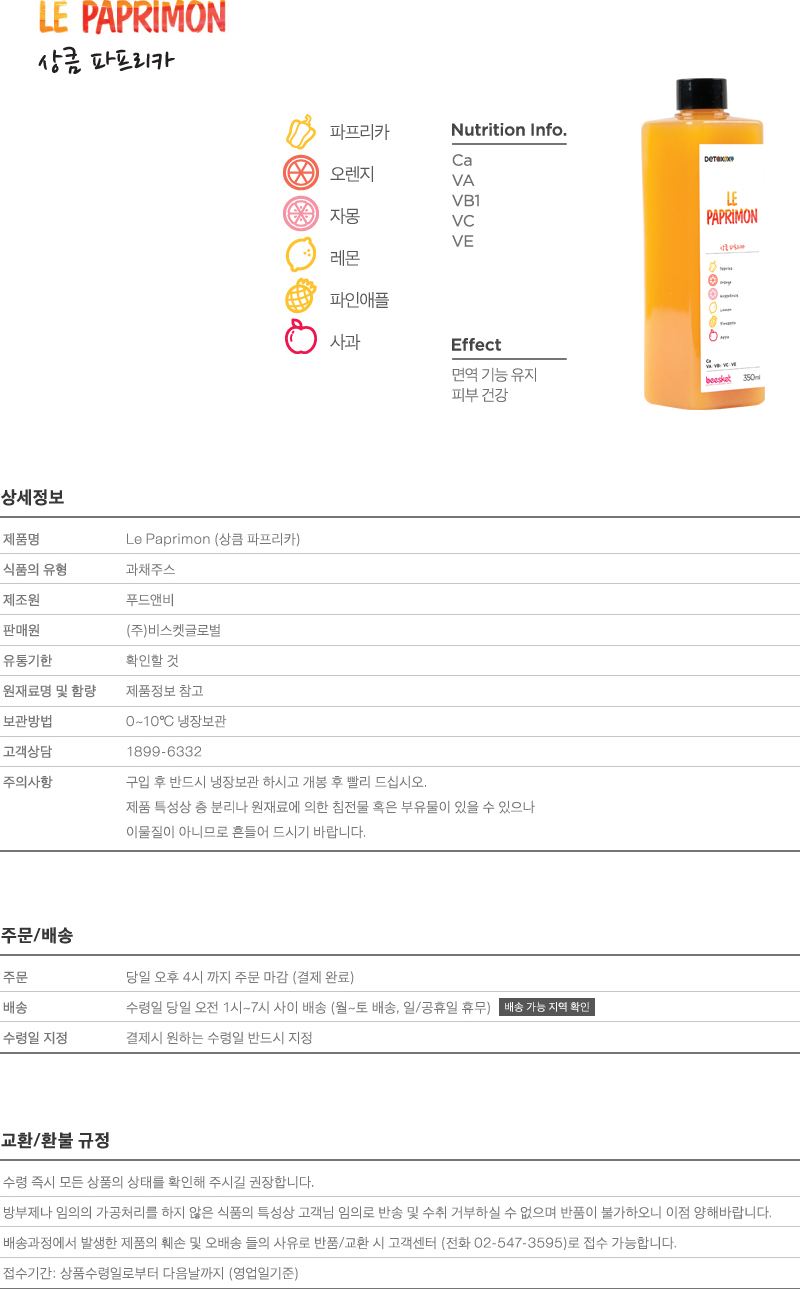 LE PAPRIMON
상큼 파프리카
파프리카
오렌지
자몽
레몬
파인애플
사과
Nutrition Info.
Ca
VA
VB1
VC
VE
Effect
면역 기능 유지
피부 건강
DETOXOXY
LE
PAPRIMON
상큼 파프리카
Paprika
Orange
Grapefruit
Lemon
Pineapple
Apple
Ca
VA · VB · VC · VE
beesket 350ml
상세정보
제품명 Le Paprimon (상큼 파프리카)
식품의 유형 과채주스
제조원 푸드앤비
판매원 (주)비스켓글로벌
유통기한 확인할 것
원재료명 및 함량 제품정보 참고
보관방법 0~10℃ 냉장보관
고객상담 1899-6332
주의사항 구입 후 반드시 냉장보관 하시고 개봉 후 빨리 드십시오.
제품 특성상 층 분리나 원재료에 의한 침전물 혹은 부유물이 있을 수 있으나
이물질이 아니므로 흔들어 드시기 바랍니다.
주문/배송
주문 당일 오후 4시 까지 주문 마감 (결제 완료)
배송 수령일 당일 오전 1시~7시 사이 배송 (월~토 배송, 일/공휴일 휴무) 배송 가능 지역 확인
수령일 지정 결제시 원하는 수령일 반드시 지정
교환/환불 규정
수령 즉시 모든 상품의 상태를 확인해 주시길 권장합니다.
방부제나 임의의 가공처리를 하지 않은 식품의 특성상 고객님 임의로 반송 및 수취 거부하실 수 없으며 반품이 불가하오니 이점 양해바랍니다.
배송과정에서 발생한 제품의 훼손 및 오배송 들의 사유로 반품/교환 시 고객센터 (전화 02-547-3595)로 접수 가능합니다.
접수기간: 상품수령일로부터 다음날까지 (영업일기준)